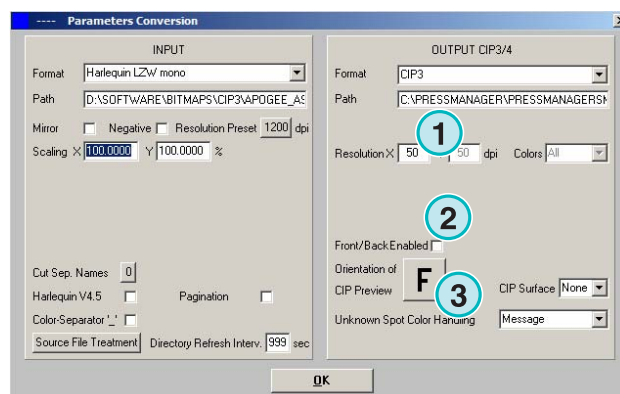 ---- Parameters Conversion
INPUT
Format Harlequin LZW mono
Path D:\SOFTWARE\BITMAPS\CIP3\APOGEE_AS
Mirror Negative Resolution Preset 1200 dpi
Scaling X 100.0000 Y 100.0000 %
Cut Sep. Names 0
Harlequin V4.5 Pagination
Color-Separator '_'
Source File Treatment Directory Refresh Interv. 999 sec
OUTPUT CIP3/4
Format CIP3
Path C:\PRESSMANAGER\PRESSMANAGERSH
1
Resolution X 50 50 dpi Colors All
2
Front/Back Enabled
Orientation of
CIP Preview F 3 CIP Surface None
Unknown Spot Color Handling Message
OK